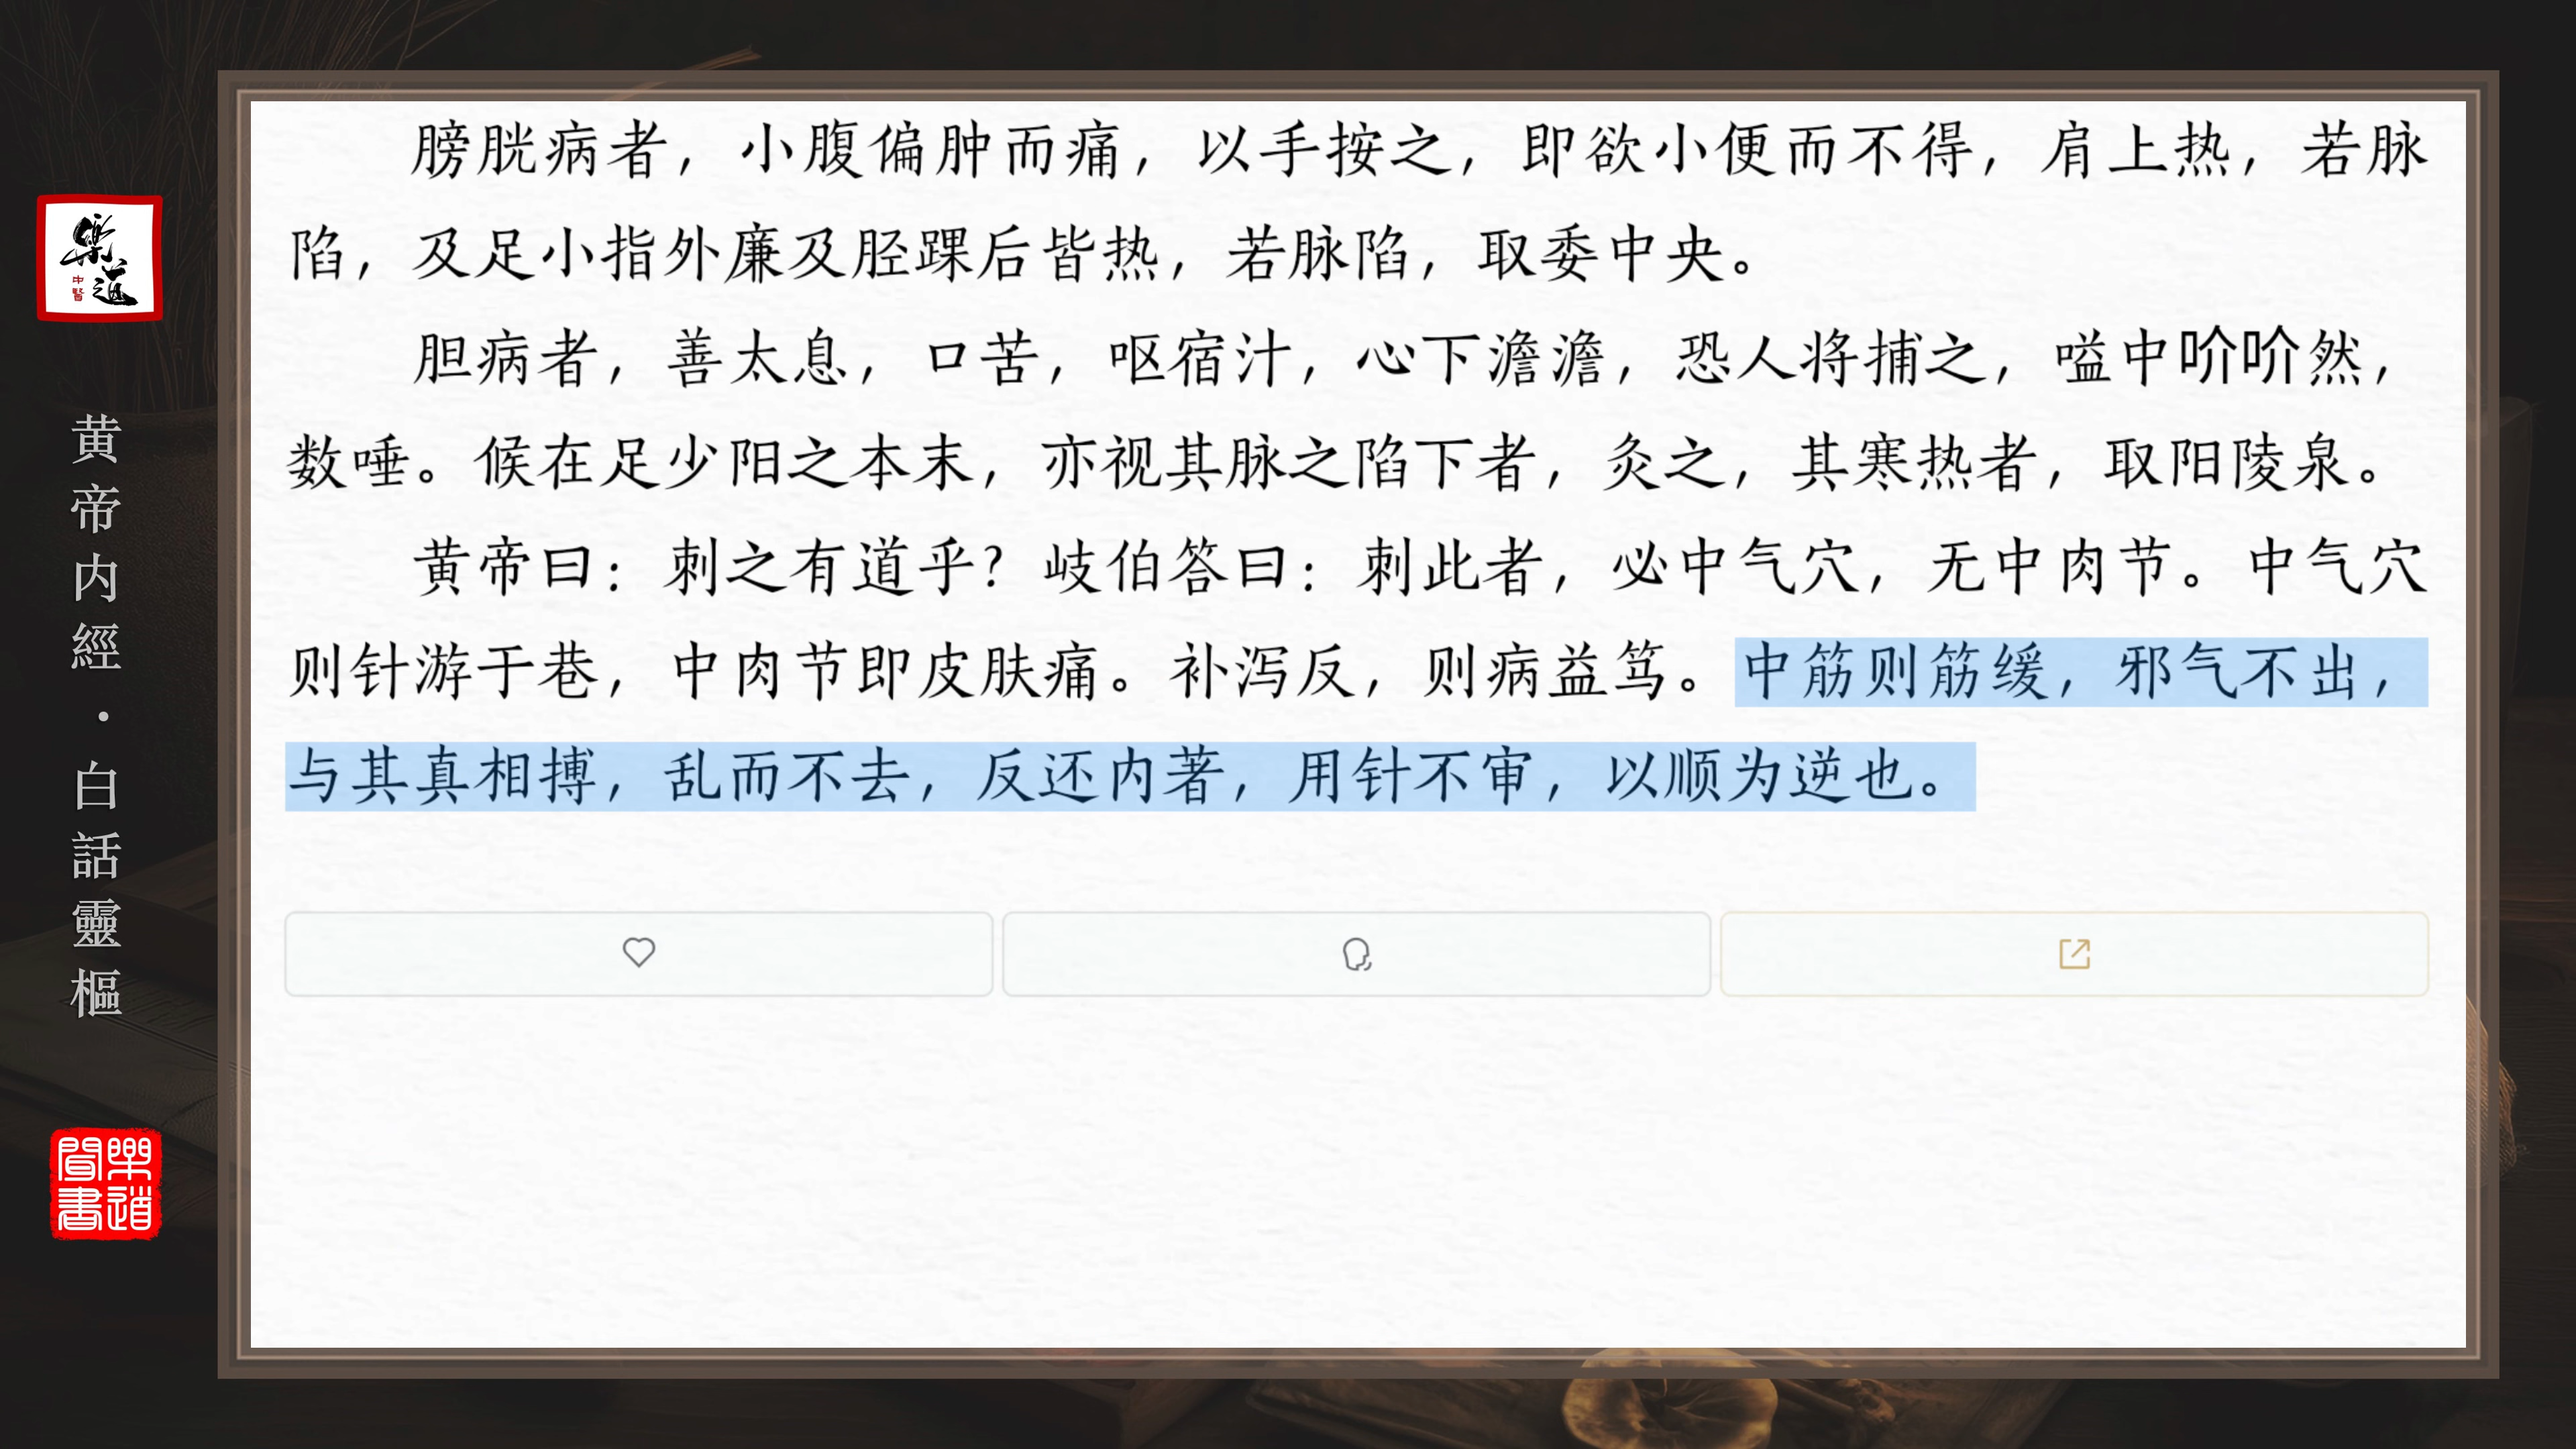 膀胱病者，小腹偏肿而痛，以手按之，即欲小便而不得，肩上热，若脉
陷，及足小指外廉及胫踝后皆热，若脉陷，取委中央。
胆病者，善太息，口苦，呕宿汁，心下澹澹，恐人将捕之，嗌中吤吤然，
数唾。候在足少阳之本末，亦视其脉之陷下者，灸之，其寒热者，取阳陵泉。
黄帝曰：刺之有道乎？岐伯答曰：刺此者，必中气穴，无中肉节。中气穴
则针游于巷，中肉节即皮肤痛。补泻反，则病益笃。中筋则筋缓，邪气不出，
与其真相搏，乱而不去，反还内著，用针不审，以顺为逆也。
樂道
中醫
黄帝内經·白話靈樞
樂道
閒書